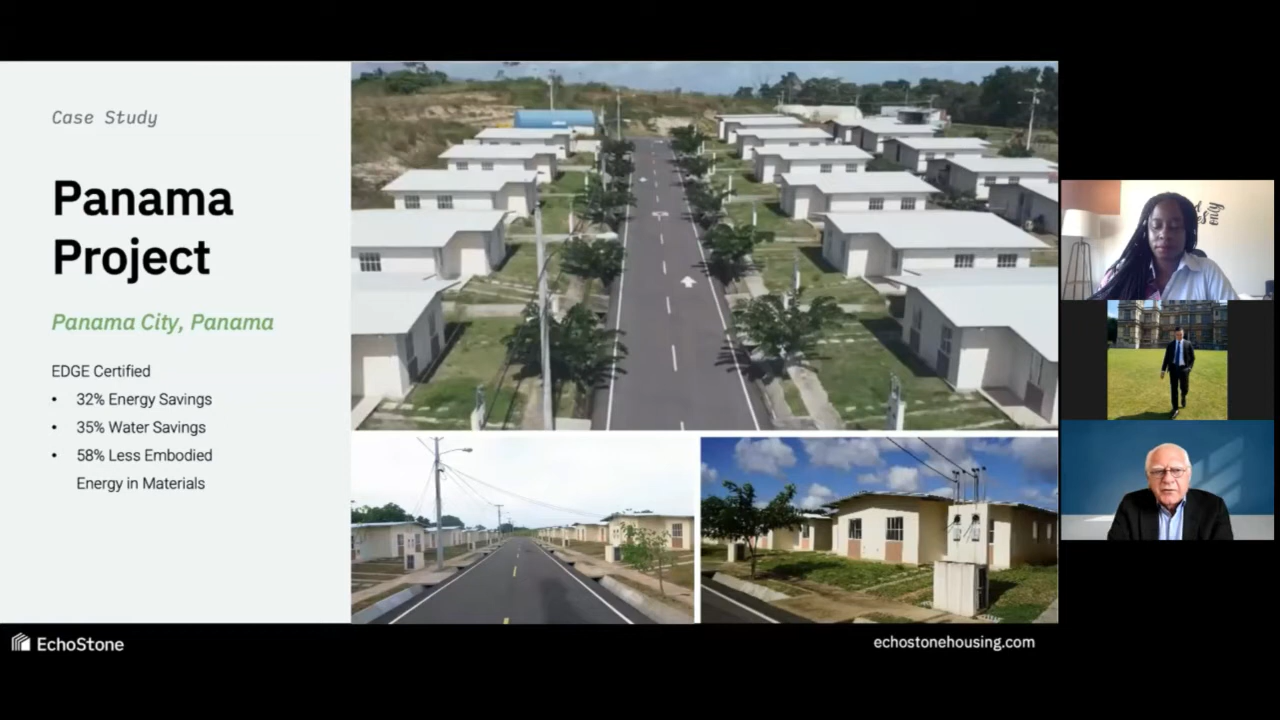 Case Study
Panama
Project
Panama City, Panama
EDGE Certified
• 32% Energy Savings
• 35% Water Savings
• 58% Less Embodied
Energy in Materials
EchoStone
echostonehousing.com